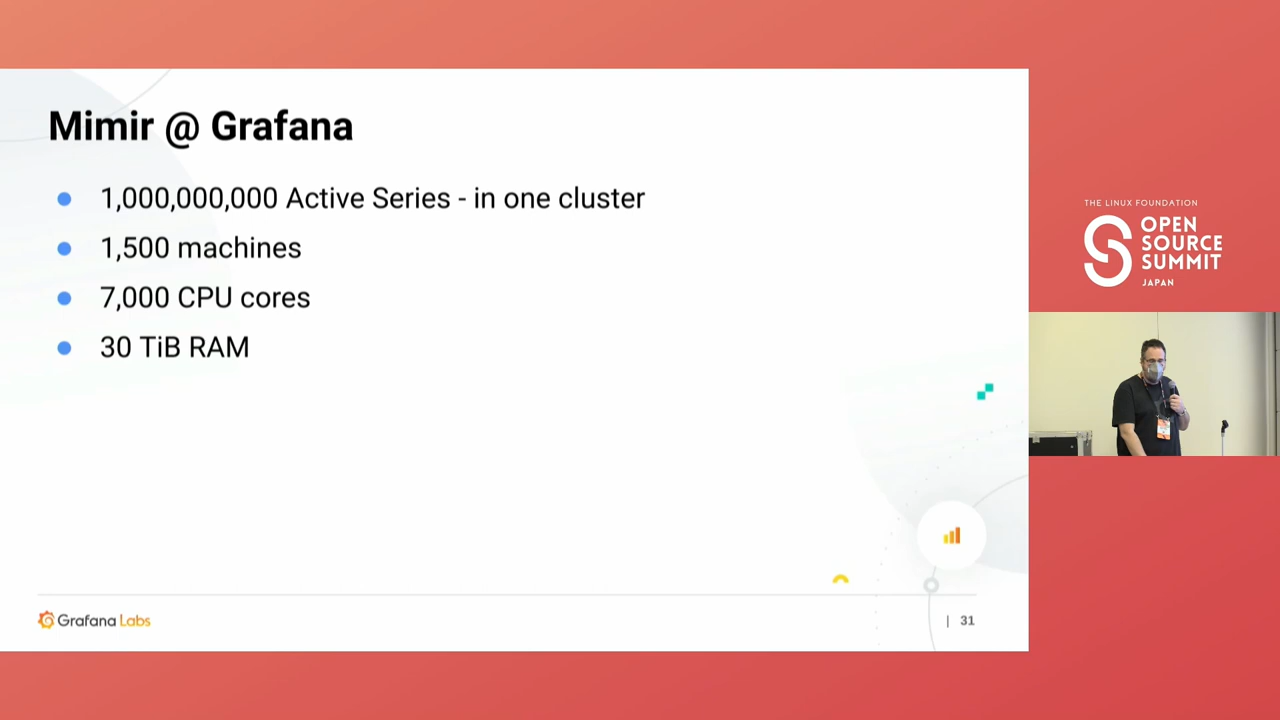 Mimir @ Grafana
1,000,000,000 Active Series - in one cluster
1,500 machines
7,000 CPU cores
30 TiB RAM
Grafana Labs
| 31
THE LINUX FOUNDATION
OPEN
SOURCE
SUMMIT
JAPAN